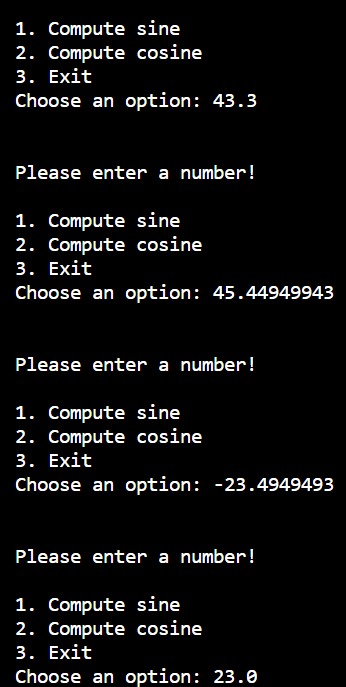 1. Compute sine
2. Compute cosine
3. Exit
Choose an option: 43.3
Please enter a number!
1. Compute sine
2. Compute cosine
3. Exit
Choose an option: 45.44949943
Please enter a number!
1. Compute sine
2. Compute cosine
3. Exit
Choose an option: -23.4949493
Please enter a number!
1. Compute sine
2. Compute cosine
3. Exit
Choose an option: 23.0